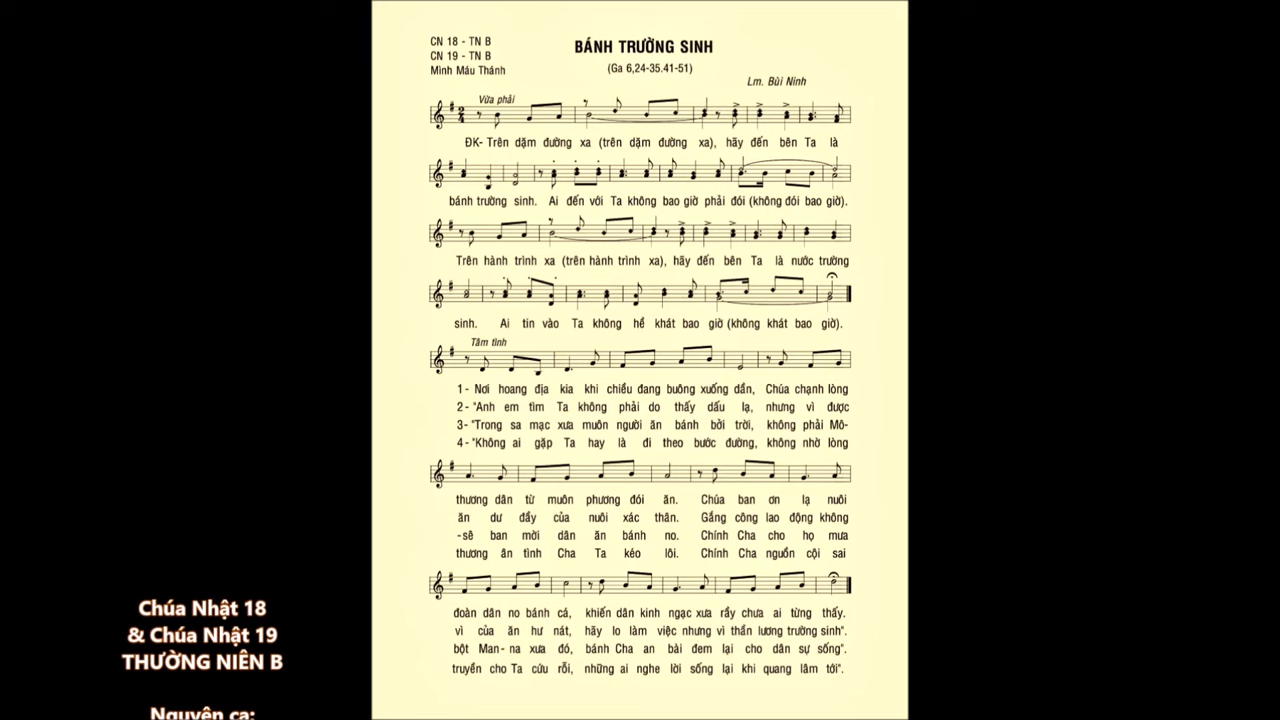 CN 18 - TN B
CN 19 - TN B
Mình Máu Thánh
BÁNH TRƯỜNG SINH
(Ga 6,24-35.41-51)
Lm. Bùi Ninh
Vừa phải
ĐK- Trên dặm đường xa (trên dặm đường xa), hãy đến bên Ta là
bánh trường sinh. Ai đến với Ta không bao giờ phải đói (không đói bao giờ).
Trên hành trình xa (trên hành trình xa), hãy đến bên Ta là nước trường
sinh. Ai tin vào Ta không hề khát bao giờ (không khát bao giờ).
Tâm tình
1- Nơi hoang địa kia khi chiều đang buông xuống dần, Chúa chạnh lòng
2- "Anh em tìm Ta không phải do thấy dấu lạ, nhưng vì được
3- "Trong sa mạc xưa muôn người ăn bánh bởi trời, không phải Mô-
4- "Không ai gặp Ta hay là đi theo bước đường, không nhờ lòng
thương dân từ muôn phương đói ăn. Chúa ban ơn lạ nuôi
ăn dư đầy của nuôi xác thân. Gắng công lao động không
-sê ban mời dân ăn bánh no. Chính Cha cho họ mưa
thương ân tình Cha Ta kéo lôi. Chính Cha nguồn cội sai
đoàn dân no bánh cá, khiến dân kinh ngạc xưa rầy chưa ai từng thấy.
vì của ăn hư nát, hãy lo làm việc nhưng vì thần lương trường sinh".
bột Man- na xưa đó, bánh Cha an bài đem lại cho dân sự sống".
truyền cho Ta cứu rỗi, những ai nghe lời sống lại khi quang lâm tới".
Chúa Nhật 18
& Chúa Nhật 19
THƯỜNG NIÊN B
Nguyên ca: